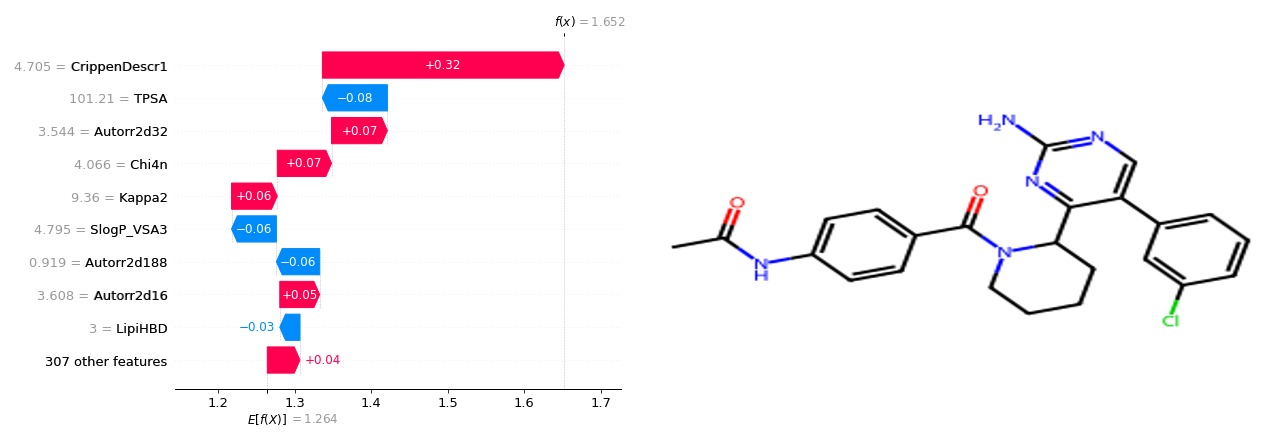 f(x) = 1.652
4.705 = CrippenDescr1
+0.32
101.21 = TPSA
−0.08
3.544 = Autorr2d32
+0.07
4.066 = Chi4n
+0.07
9.36 = Kappa2
+0.06
4.795 = SlogP_VSA3
−0.06
0.919 = Autorr2d188
−0.06
3.608 = Autorr2d16
+0.05
3 = LipiHBD
−0.03
307 other features
+0.04
1.2 1.3 1.4 1.5 1.6 1.7
E[f(X)] = 1.264
H2N
N
N
O
O
N
N
H
Cl